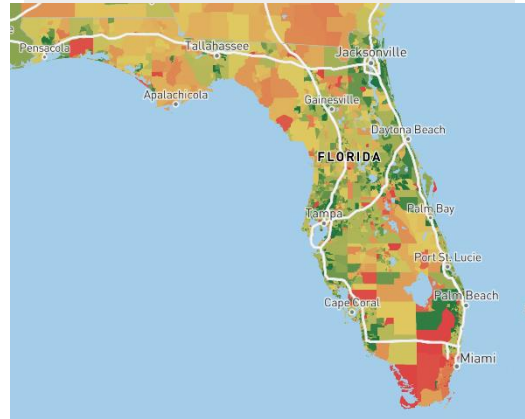 Pensacola
Tallahassee
Jacksonville
Apalachicola
Gainesville
Daytona Beach
FLORIDA
Tampa
Palm Bay
Port St. Lucie
Cape Coral
Palm Beach
Miami